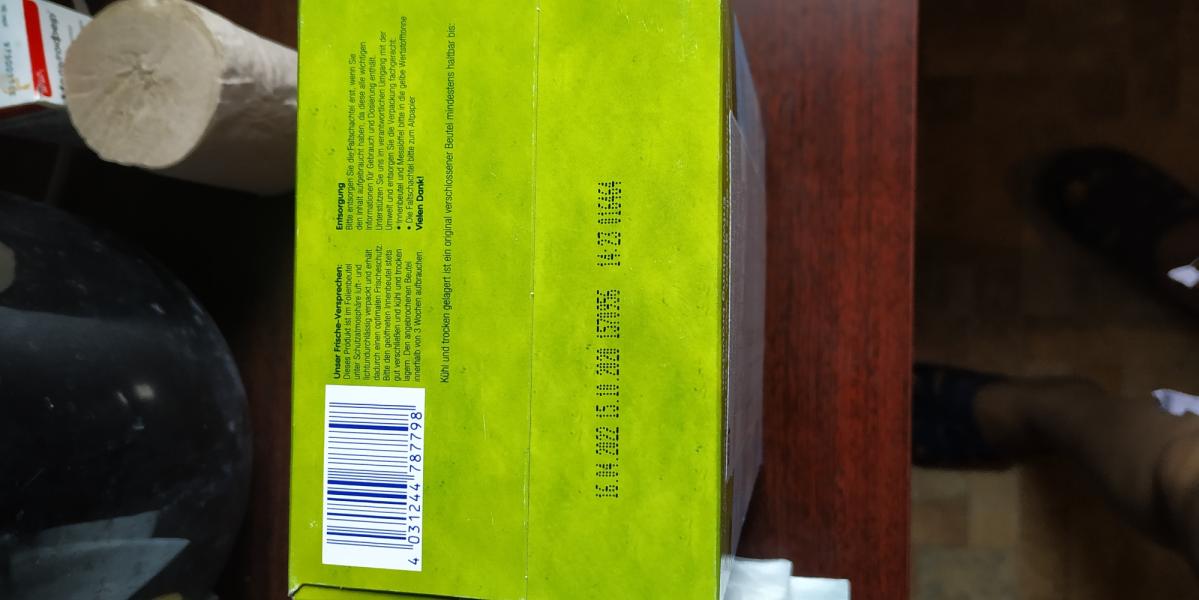 Unser Frische-Versprechen:
Dieses Produkt ist im Folienbeutel
unter Schutzatmosphäre luft- und
lichtundurchlässig verpackt und erhält
dadurch einen optimalen Frischeschutz.
Bitte den geöffneten Innenbeutel stets
gut verschließen und kühl und trocken
lagern. Den angebrochenen Beutel
innerhalb von 3 Wochen aufbrauchen.
Entsorgung
Bitte entsorgen Sie die Faltschachtel erst, wenn Sie
den Inhalt aufgebraucht haben, da diese alle wichtigen
Informationen für Gebrauch und Dosierung enthält.
Unterstützen Sie uns im verantwortlichen Umgang mit der
Umwelt und entsorgen Sie die Verpackung fachgerecht:
• Innenbeutel und Messlöffel bitte in die gelbe Wertstofftonne
• Die Faltschachtel bitte zum Altpapier
Vielen Dank!
Kühl und trocken gelagert ist ein original verschlossener Beutel mindestens haltbar bis:
4 031244 787798
2022 15.10.2020